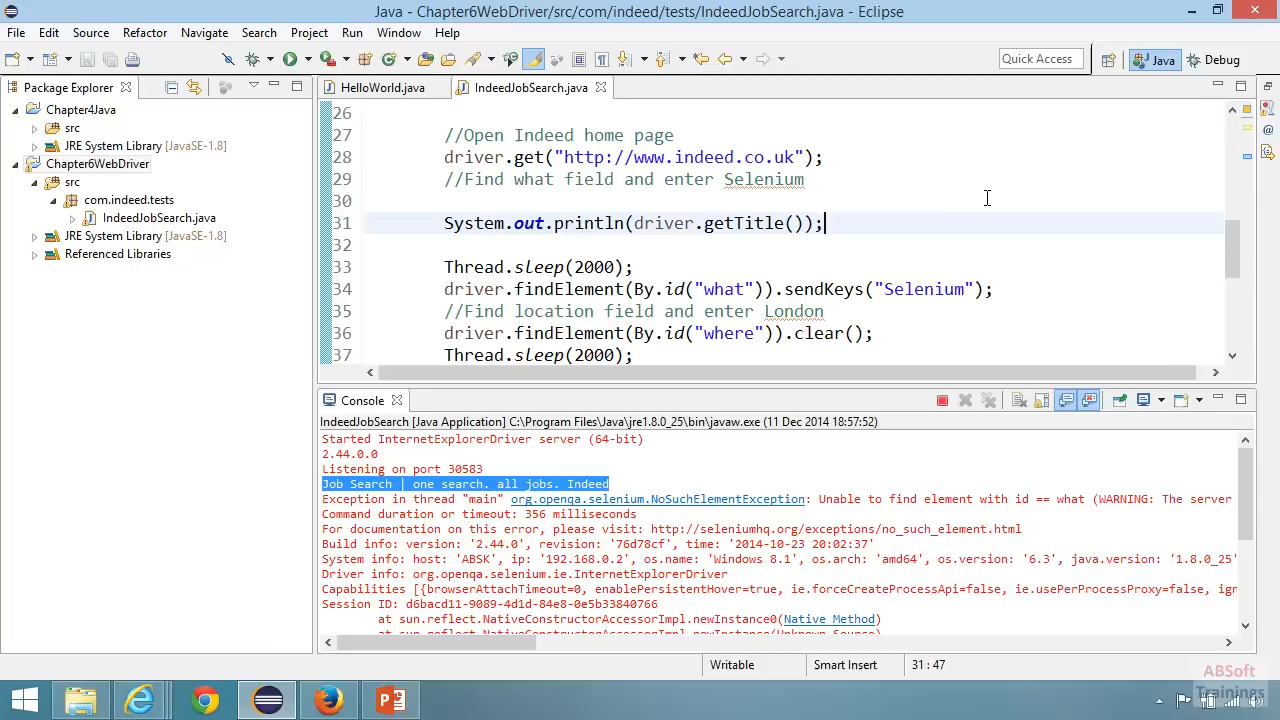 Java - Chapter6WebDriver/src/com/indeed/tests/IndeedJobSearch.java - Eclipse
File Edit Source Refactor Navigate Search Project Run Window Help
Quick Access Java Debug
Package Explorer
Chapter4Java
src
JRE System Library [JavaSE-1.8]
Chapter6WebDriver
src
com.indeed.tests
IndeedJobSearch.java
JRE System Library [JavaSE-1.8]
Referenced Libraries
HelloWorld.java IndeedJobSearch.java
26
27 //Open Indeed home page
28 driver.get("http://www.indeed.co.uk");
29 //Find what field and enter Selenium
30
31 System.out.println(driver.getTitle());
32
33 Thread.sleep(2000);
34 driver.findElement(By.id("what")).sendKeys("Selenium");
35 //Find location field and enter London
36 driver.findElement(By.id("where")).clear();
37 Thread.sleep(2000);
Console
IndeedJobSearch [Java Application] C:\Program Files\Java\jre1.8.0_25\bin\javaw.exe (11 Dec 2014 18:57:52)
Started InternetExplorerDriver server (64-bit)
2.44.0.0
Listening on port 30583
Job Search | one search. all jobs. Indeed
Exception in thread "main" org.openqa.selenium.NoSuchElementException: Unable to find element with id == what (WARNING: The server
Command duration or timeout: 356 milliseconds
For documentation on this error, please visit: http://seleniumhq.org/exceptions/no_such_element.html
Build info: version: '2.44.0', revision: '76d78cf', time: '2014-10-23 20:02:37'
System info: host: 'ABSK', ip: '192.168.0.2', os.name: 'Windows 8.1', os.arch: 'amd64', os.version: '6.3', java.version: '1.8.0_25'
Driver info: org.openqa.selenium.ie.InternetExplorerDriver
Capabilities [{browserAttachTimeout=0, enablePersistentHover=true, ie.forceCreateProcessApi=false, ie.usePerProcessProxy=false, ign
Session ID: d6bacd11-9089-4d1d-84e8-0e5b33840766
at sun.reflect.NativeConstructorAccessorImpl.newInstance0(Native Method)
at sun.reflect.NativeConstructorAccessorImpl.newInstance(Unknown Source)
Writable Smart Insert 31 : 47
ABSoft
Trainings